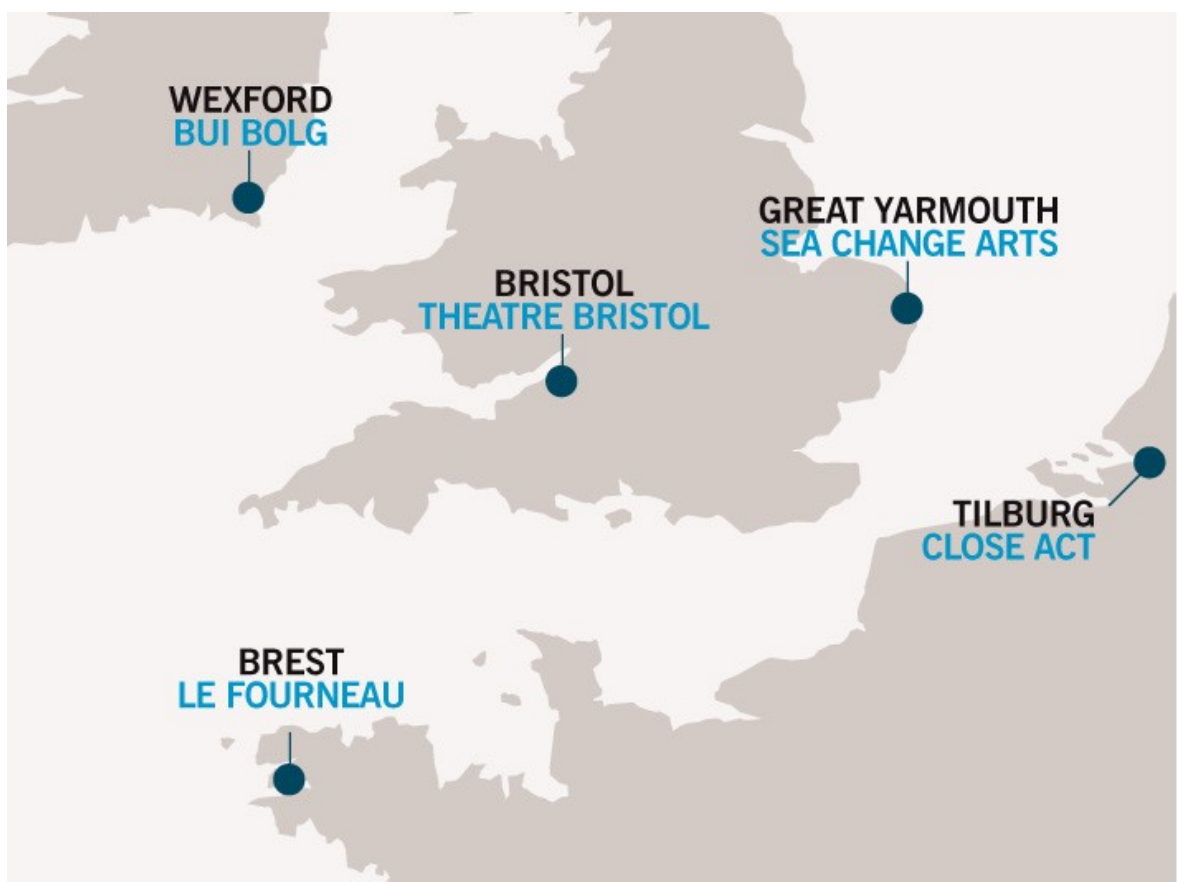 WEXFORD
BUI BOLG
GREAT YARMOUTH
SEA CHANGE ARTS
BRISTOL
THEATRE BRISTOL
TILBURG
CLOSE ACT
BREST
LE FOURNEAU